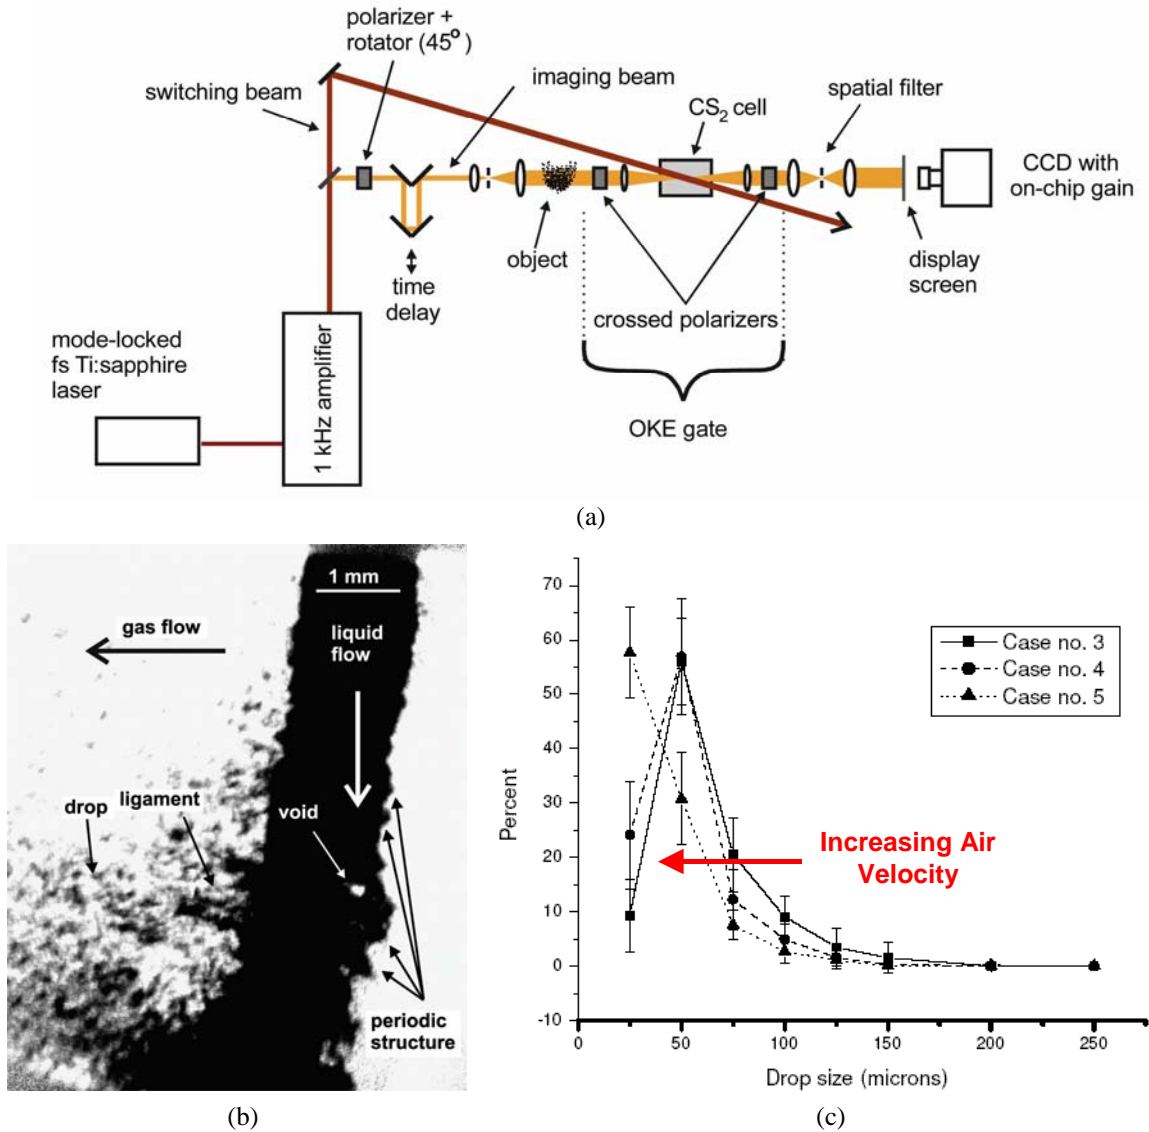 polarizer +
rotator (45° )
switching beam
imaging beam
CS₂ cell
spatial filter
CCD with
on-chip gain
object
time
delay
crossed polarizers
display
screen
mode-locked
fs Ti:sapphire
laser
1 kHz amplifier
OKE gate
(a)
1 mm
gas flow
liquid
flow
drop
ligament
void
periodic
structure
(b)
70
60
50
40
30
20
10
0
-10
Percent
Case no. 3
Case no. 4
Case no. 5
Increasing Air
Velocity
0
50
100
150
200
250
Drop size (microns)
(c)